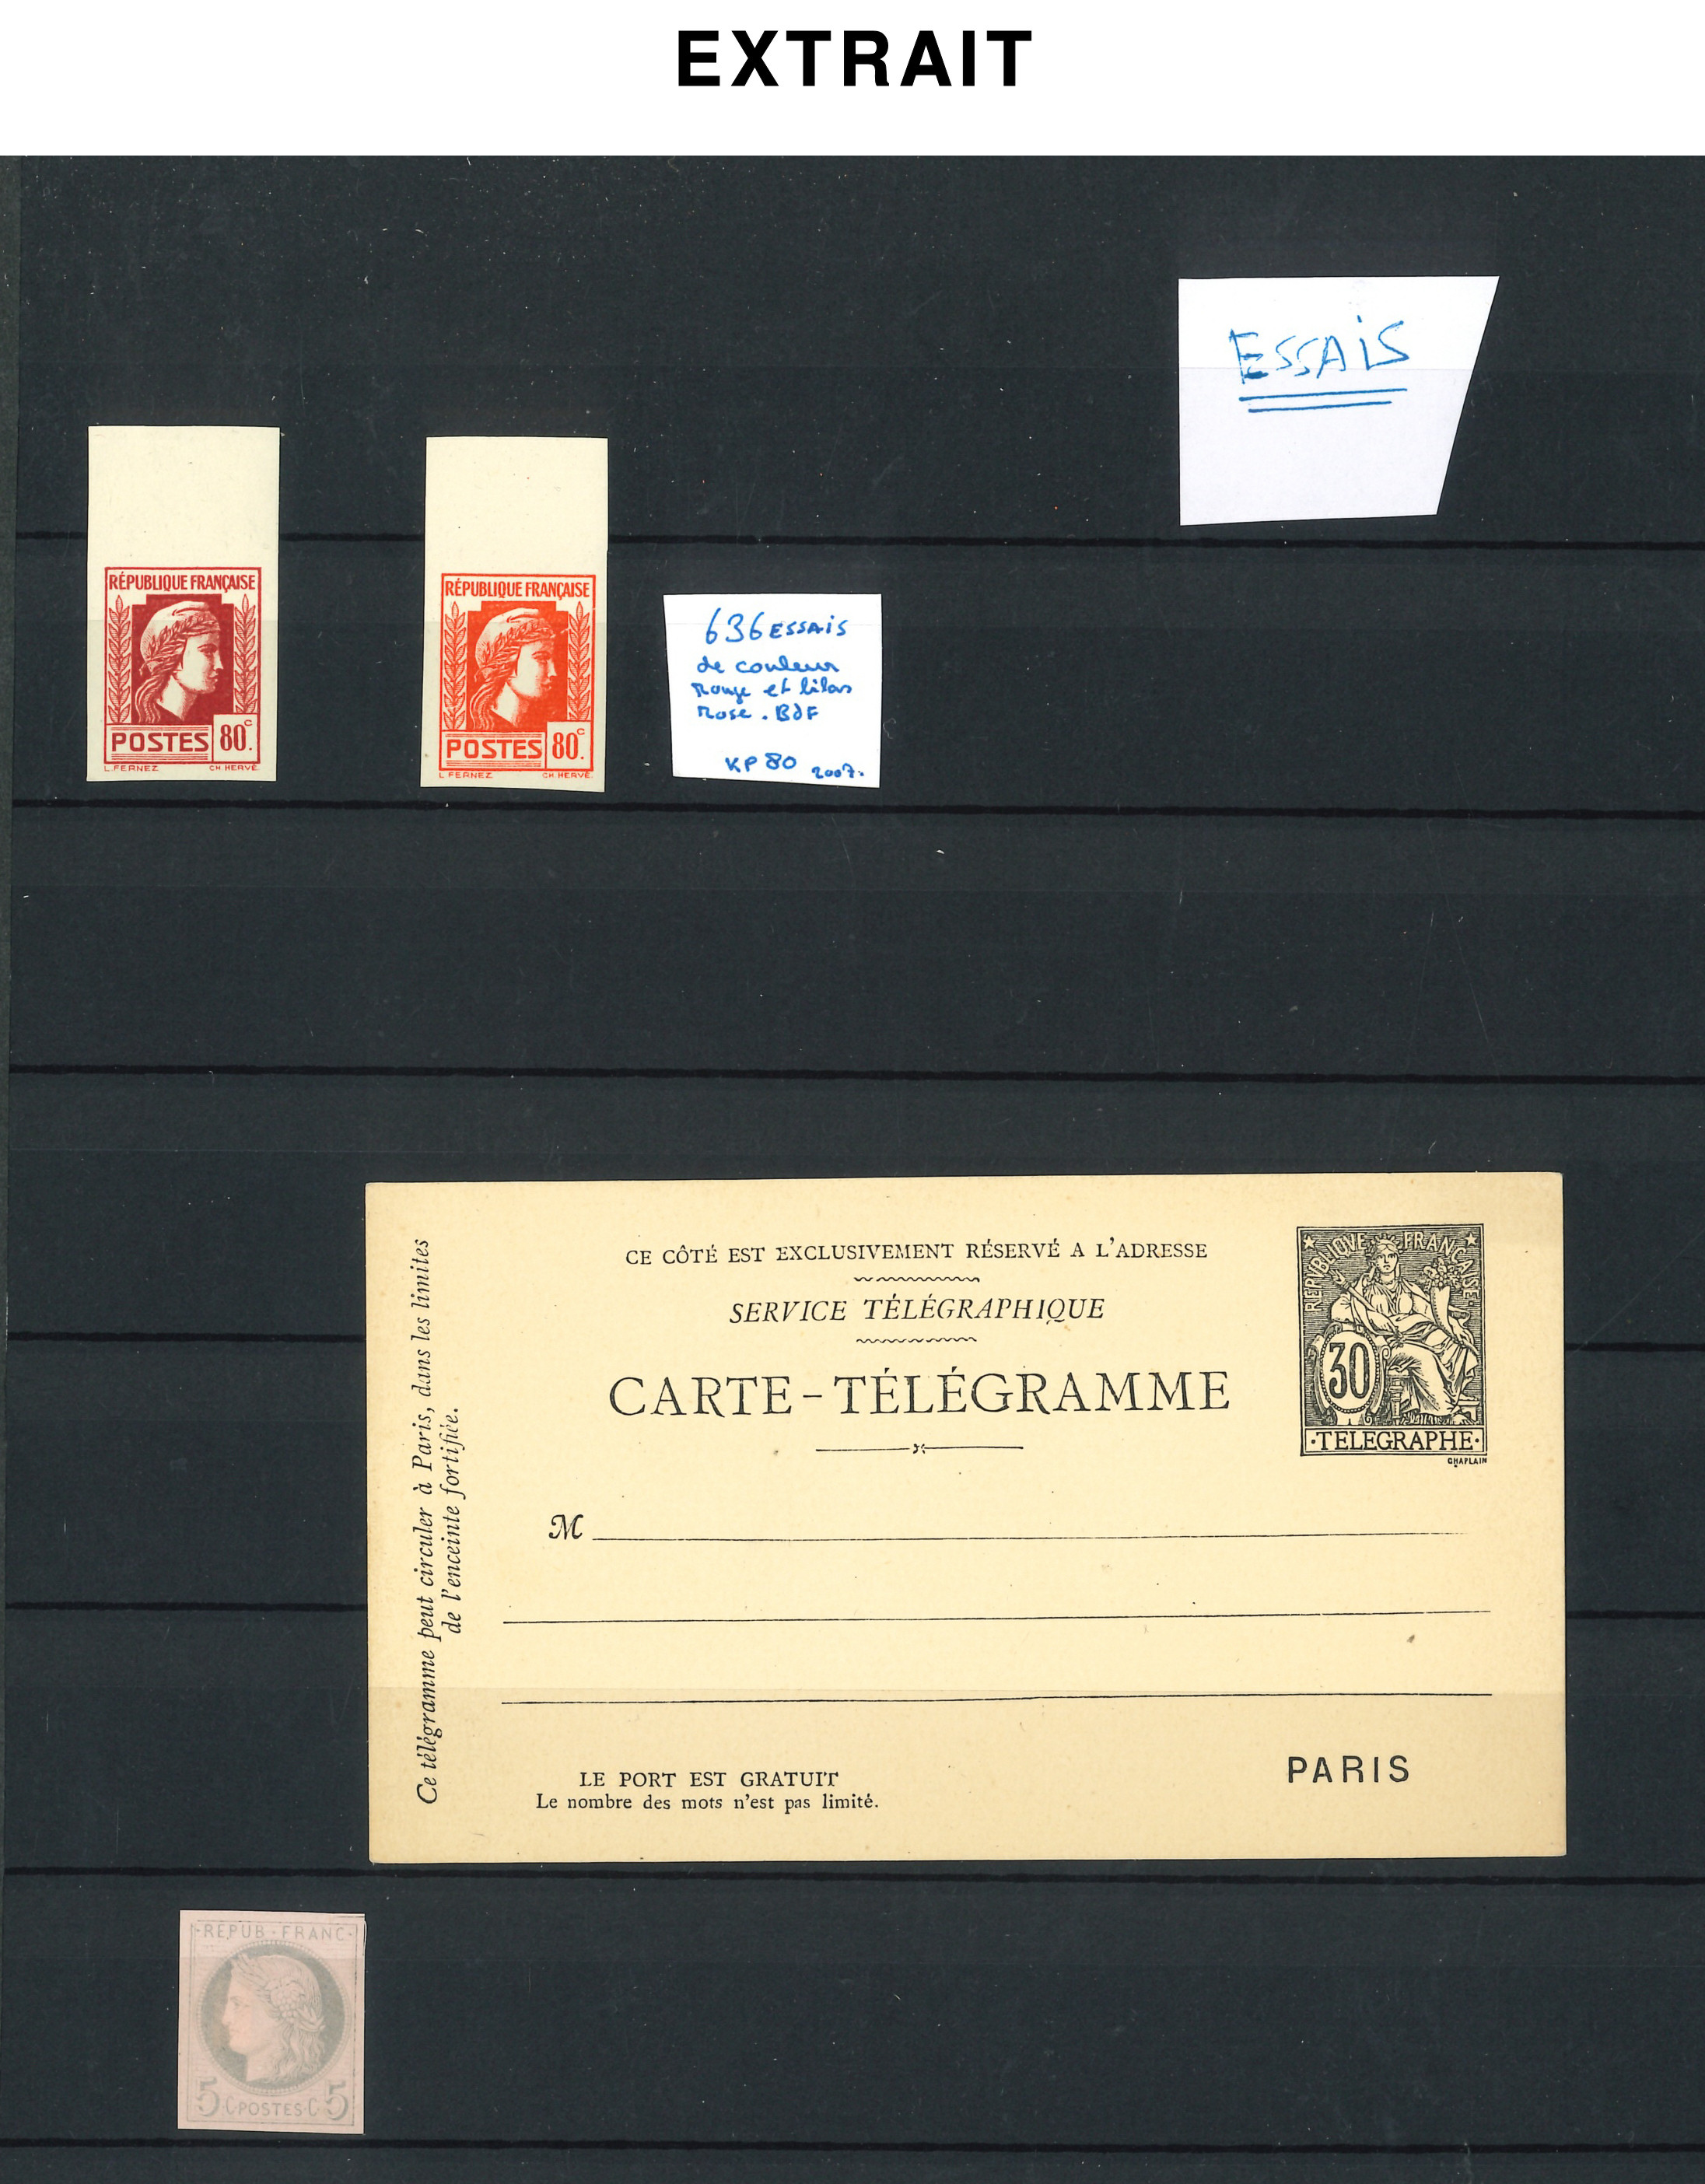 EXTRAIT
ESSAiS
RÉPUBLIQUE FRANÇAISE
POSTES 80c.
L. FERNEZ CH. HERVÉ
RÉPUBLIQUE FRANÇAISE
POSTES 80c.
L. FERNEZ CH. HERVÉ
636 ESSAiS
de couleur
Rouge et lilas
Rose. BdF
KP 80 2007.
CE CÔTÉ EST EXCLUSIVEMENT RÉSERVÉ A L'ADRESSE
SERVICE TÉLÉGRAPHIQUE
CARTE-TÉLÉGRAMME
REPVBLIQVE FRANÇAISE
30
·TELEGRAPHE·
CHAPLAIN
Ce télégramme peut circuler à Paris, dans les limites
de l'enceinte fortifiée.
M
LE PORT EST GRATUIT
Le nombre des mots n'est pas limité.
PARIS
·REPUB·FRANC·
5·C·POSTES·C·5